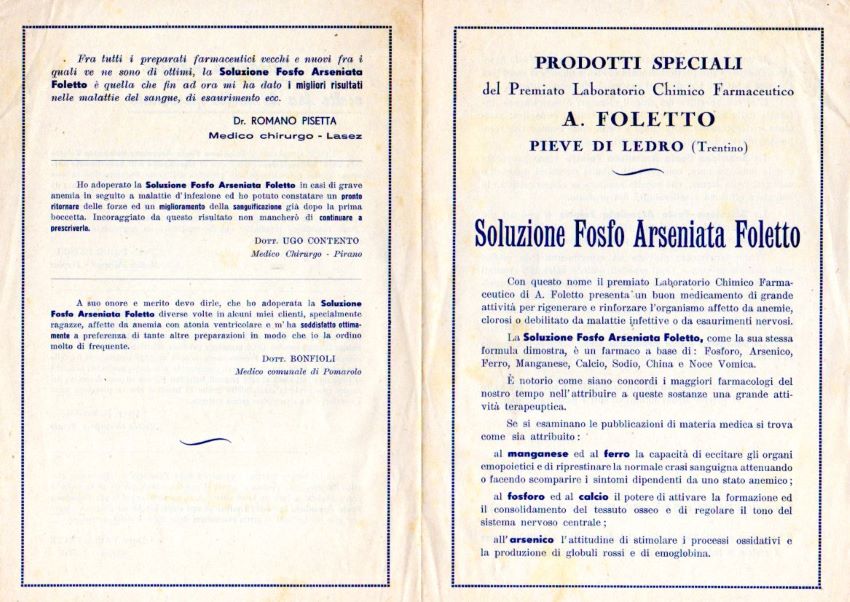 Fra tutti i preparati farmaceutici vecchi e nuovi fra i
quali ve ne sono di ottimi, la Soluzione Fosfo Arseniata
Foletto è quella che fin ad ora mi ha dato i migliori risultati
nelle malattie del sangue, di esaurimento ecc.
Dr. ROMANO PISETTA
Medico chirurgo - Lasez
Ho adoperato la Soluzione Fosfo Arseniata Foletto in casi di grave
anemia in seguito a malattie d'infezione ed ho potuto constatare un pronto
ritornare delle forze ed un miglioramento della sanguificazione già dopo la prima
boccetta. Incoraggiato da questo risultato non mancherò di continuare a
prescriverla.
Dott. UGO CONTENTO
Medico Chirurgo - Pirano
A suo onore e merito devo dirle, che ho adoperata la Soluzione
Fosfo Arseniata Foletto diverse volte in alcuni miei clienti, specialmente
ragazze, affette da anemia con atonia ventricolare e m'ha soddisfatto ottima-
mente a preferenza di tante altre preparazioni in modo che io la ordino
molto di frequente.
Dott. BONFIOLI
Medico comunale di Pomarolo
PRODOTTI SPECIALI
del Premiato Laboratorio Chimico Farmaceutico
A. FOLETTO
PIEVE DI LEDRO (Trentino)
Soluzione Fosfo Arseniata Foletto
Con questo nome il premiato Laboratorio Chimico Farma-
ceutico di A. Foletto presenta un buon medicamento di grande
attività per rigenerare e rinforzare l'organismo affetto da anemie,
clorosi o debilitato da malattie infettive o da esaurimenti nervosi.
La Soluzione Fosfo Arseniata Foletto, come la sua stessa
formula dimostra, è un farmaco a base di: Fosforo, Arsenico,
Ferro, Manganese, Calcio, Sodio, China e Noce Vomica.
È notorio come siano concordi i maggiori farmacologi del
nostro tempo nell'attribuire a queste sostanze una grande atti-
vità terapeuptica.
Se si esaminano le pubblicazioni di materia medica si trova
come sia attribuito:
al manganese ed al ferro la capacità di eccitare gli organi
emopoietici e di riprestinare la normale crasi sanguigna attenuando
o facendo scomparire i sintomi dipendenti da uno stato anemico;
al fosforo ed al calcio il potere di attivare la formazione ed
il consolidamento del tessuto osseo e di regolare il tono del
sistema nervoso centrale;
all'arsenico l'attitudine di stimolare i processi ossidativi e
la produzione di globuli rossi e di emoglobina.